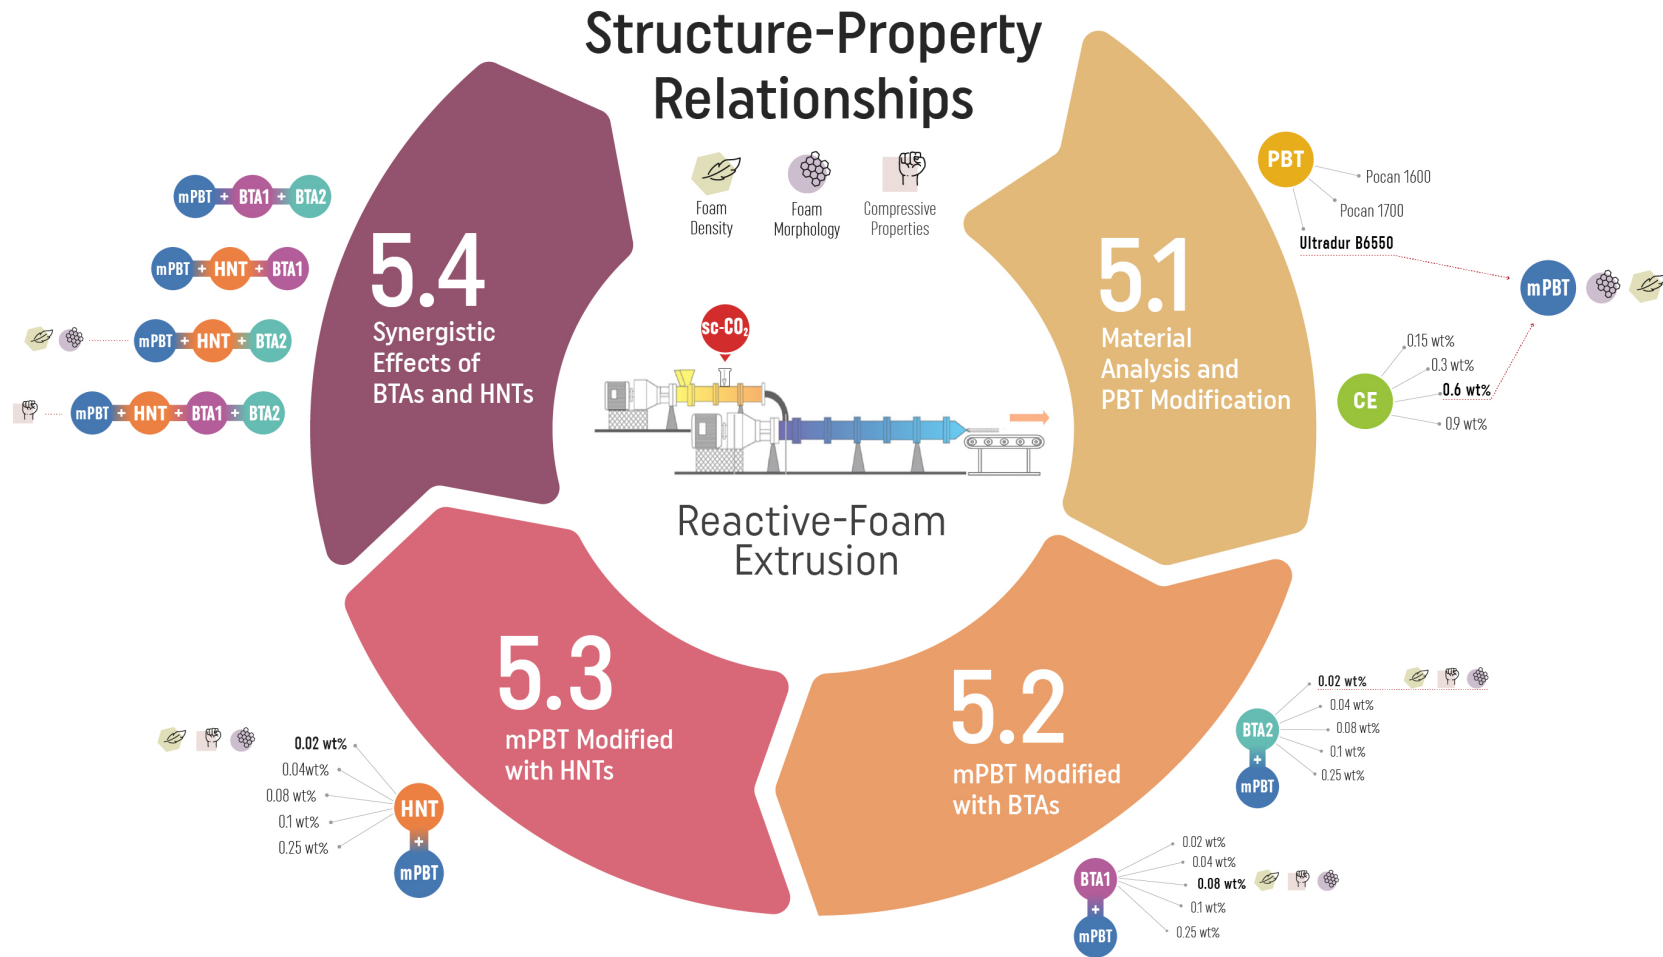 Structure-Property
Relationships
Foam
Density
Foam
Morphology
Compressive
Properties
sc-CO₂
Reactive-Foam
Extrusion
5.1
Material
Analysis and
PBT Modification
PBT
Pocan 1600
Pocan 1700
Ultradur B6550
mPBT
CE
0.15 wt%
0.3 wt%
0.6 wt%
0.9 wt%
5.2
mPBT Modified
with BTAs
BTA2
+
mPBT
0.02 wt%
0.04 wt%
0.08 wt%
0.1 wt%
0.25 wt%
BTA1
+
mPBT
0.02 wt%
0.04 wt%
0.08 wt%
0.1 wt%
0.25 wt%
5.3
mPBT Modified
with HNTs
0.02 wt%
0.04wt%
0.08 wt%
0.1 wt%
0.25 wt%
HNT
+
mPBT
5.4
Synergistic
Effects of
BTAs and HNTs
mPBT + BTA1 + BTA2
mPBT + HNT + BTA1
mPBT + HNT + BTA2
mPBT + HNT + BTA1 + BTA2